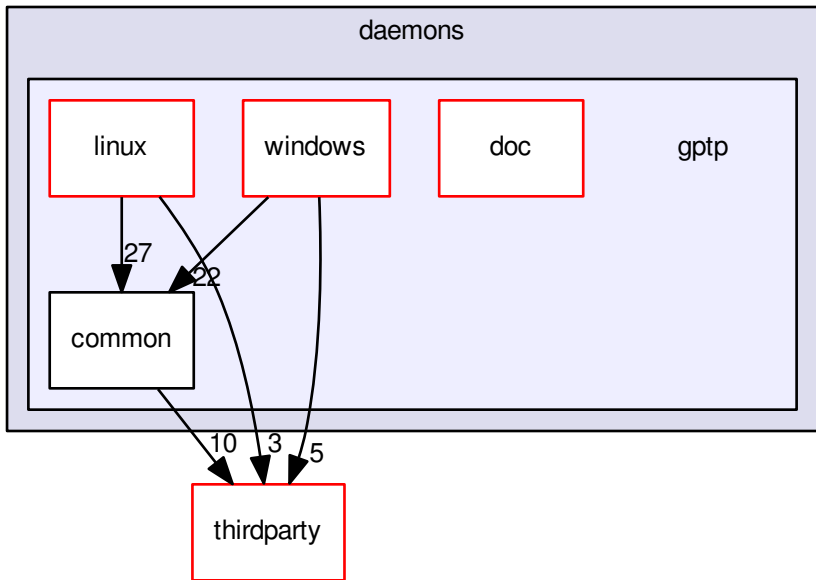 daemons
linux
windows
doc
gptp
27
22
common
10
3
5
thirdparty